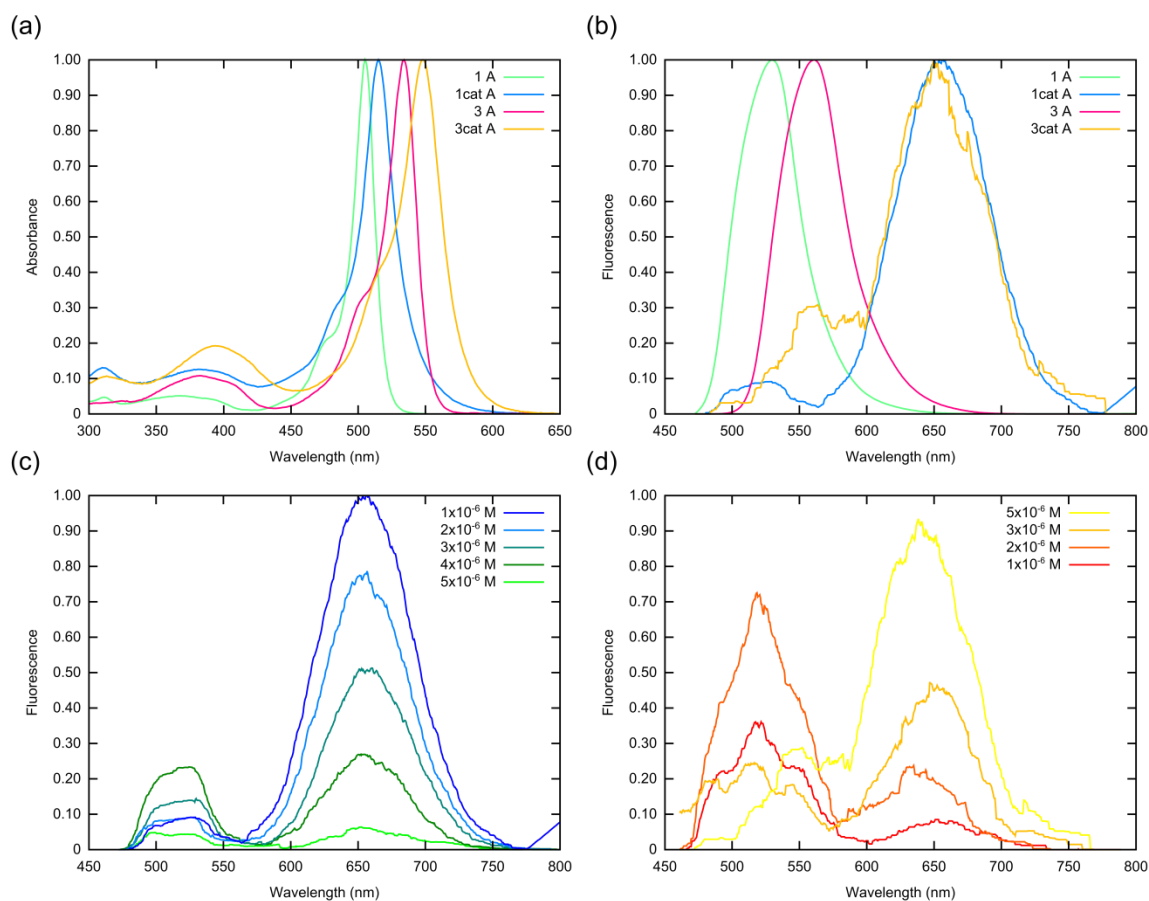 (a)
1.00
0.90
0.80
0.70
0.60
0.50
0.40
0.30
0.20
0.10
0
Absorbance
300 350 400 450 500 550 600 650
Wavelength (nm)
1 A
1cat A
3 A
3cat A
(b)
1.00
0.90
0.80
0.70
0.60
0.50
0.40
0.30
0.20
0.10
0
Fluorescence
450 500 550 600 650 700 750 800
Wavelength (nm)
1 A
1cat A
3 A
3cat A
(c)
1.00
0.90
0.80
0.70
0.60
0.50
0.40
0.30
0.20
0.10
0
Fluorescence
450 500 550 600 650 700 750 800
Wavelength (nm)
1x10⁻⁶ M
2x10⁻⁶ M
3x10⁻⁶ M
4x10⁻⁶ M
5x10⁻⁶ M
(d)
1.00
0.90
0.80
0.70
0.60
0.50
0.40
0.30
0.20
0.10
0
Fluorescence
450 500 550 600 650 700 750 800
Wavelength (nm)
5x10⁻⁶ M
3x10⁻⁶ M
2x10⁻⁶ M
1x10⁻⁶ M